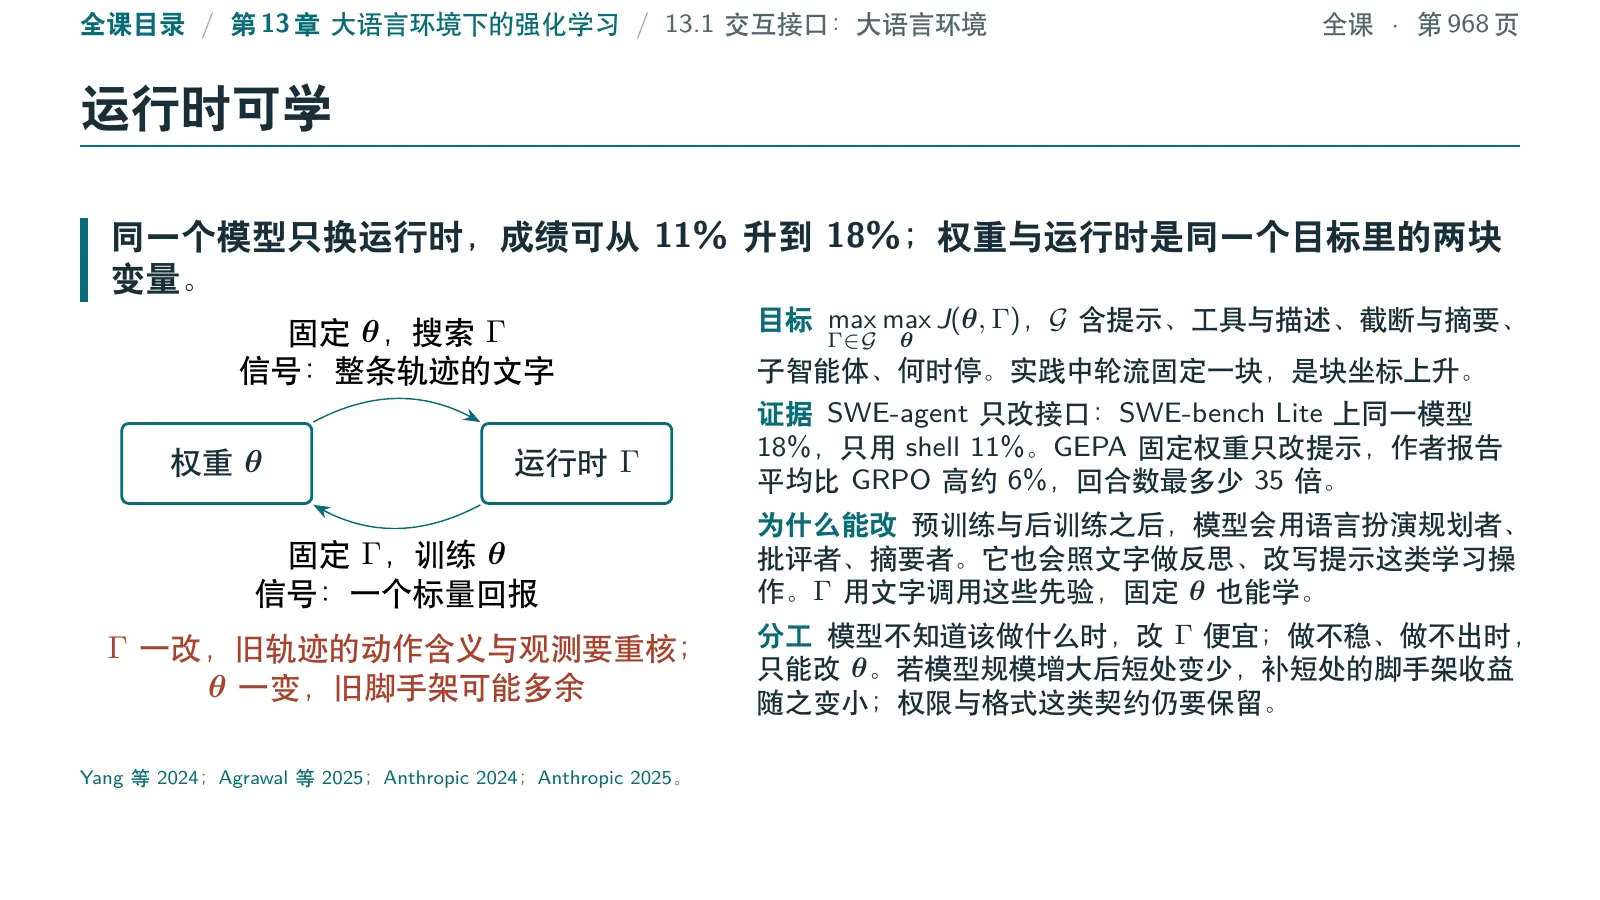 全课目录 / 第 13 章 大语言环境下的强化学习 / 13.1 交互接口：大语言环境
全课 · 第 968 页
运行时可学
同一个模型只换运行时，成绩可从 11% 升到 18%；权重与运行时是同一个目标里的两块
变量。
固定 θ，搜索 Γ
信号：整条轨迹的文字
权重 θ
运行时 Γ
固定 Γ，训练 θ
信号：一个标量回报
Γ 一改，旧轨迹的动作含义与观测要重核；
θ 一变，旧脚手架可能多余
目标 max_{Γ∈𝒢} max_θ J(θ, Γ)，𝒢 含提示、工具与描述、截断与摘要、
子智能体、何时停。实践中轮流固定一块，是块坐标上升。
证据 SWE-agent 只改接口：SWE-bench Lite 上同一模型
18%，只用 shell 11%。GEPA 固定权重只改提示，作者报告
平均比 GRPO 高约 6%，回合数最多少 35 倍。
为什么能改 预训练与后训练之后，模型会用语言扮演规划者、
批评者、摘要者。它也会照文字做反思、改写提示这类学习操
作。Γ 用文字调用这些先验，固定 θ 也能学。
分工 模型不知道该做什么时，改 Γ 便宜；做不稳、做不出时，
只能改 θ。若模型规模增大后短处变少，补短处的脚手架收益
随之变小；权限与格式这类契约仍要保留。
Yang 等 2024；Agrawal 等 2025；Anthropic 2024；Anthropic 2025。